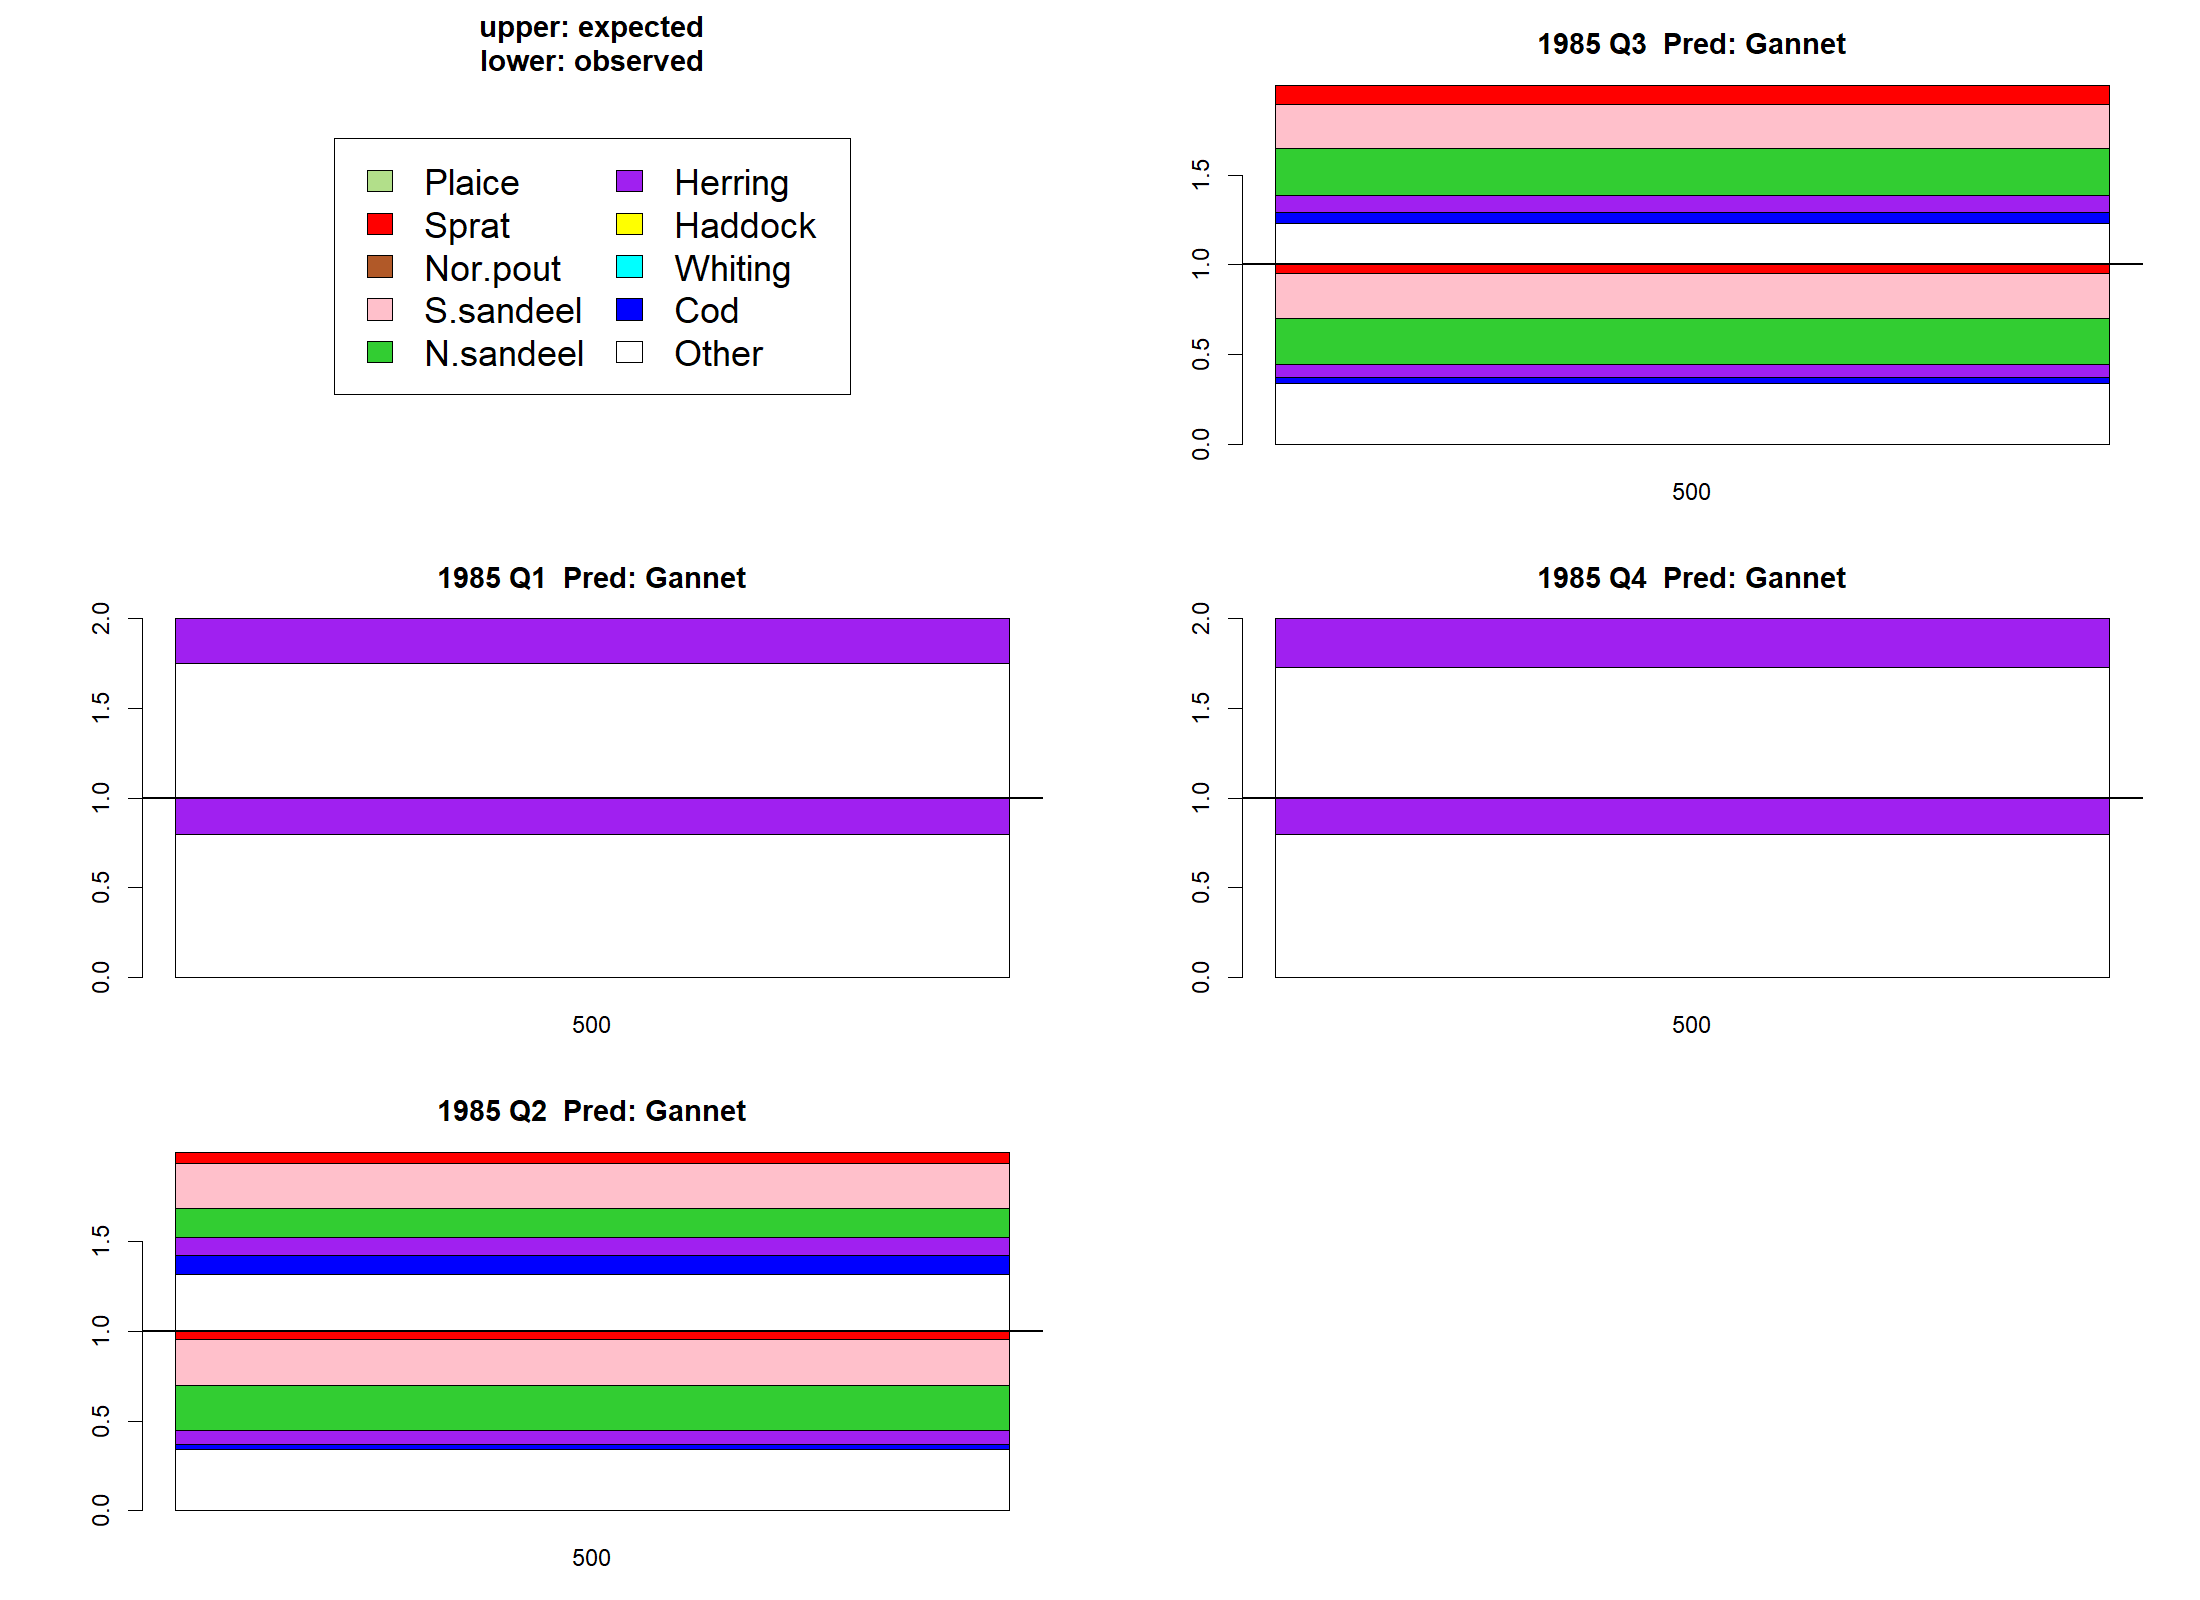 upper: expected
lower: observed
Plaice
Sprat
Nor.pout
S.sandeel
N.sandeel
Herring
Haddock
Whiting
Cod
Other
1985 Q3  Pred: Gannet
1.5
1.0
0.5
0.0
500
1985 Q1  Pred: Gannet
2.0
1.5
1.0
0.5
0.0
500
1985 Q4  Pred: Gannet
2.0
1.5
1.0
0.5
0.0
500
1985 Q2  Pred: Gannet
1.5
1.0
0.5
0.0
500